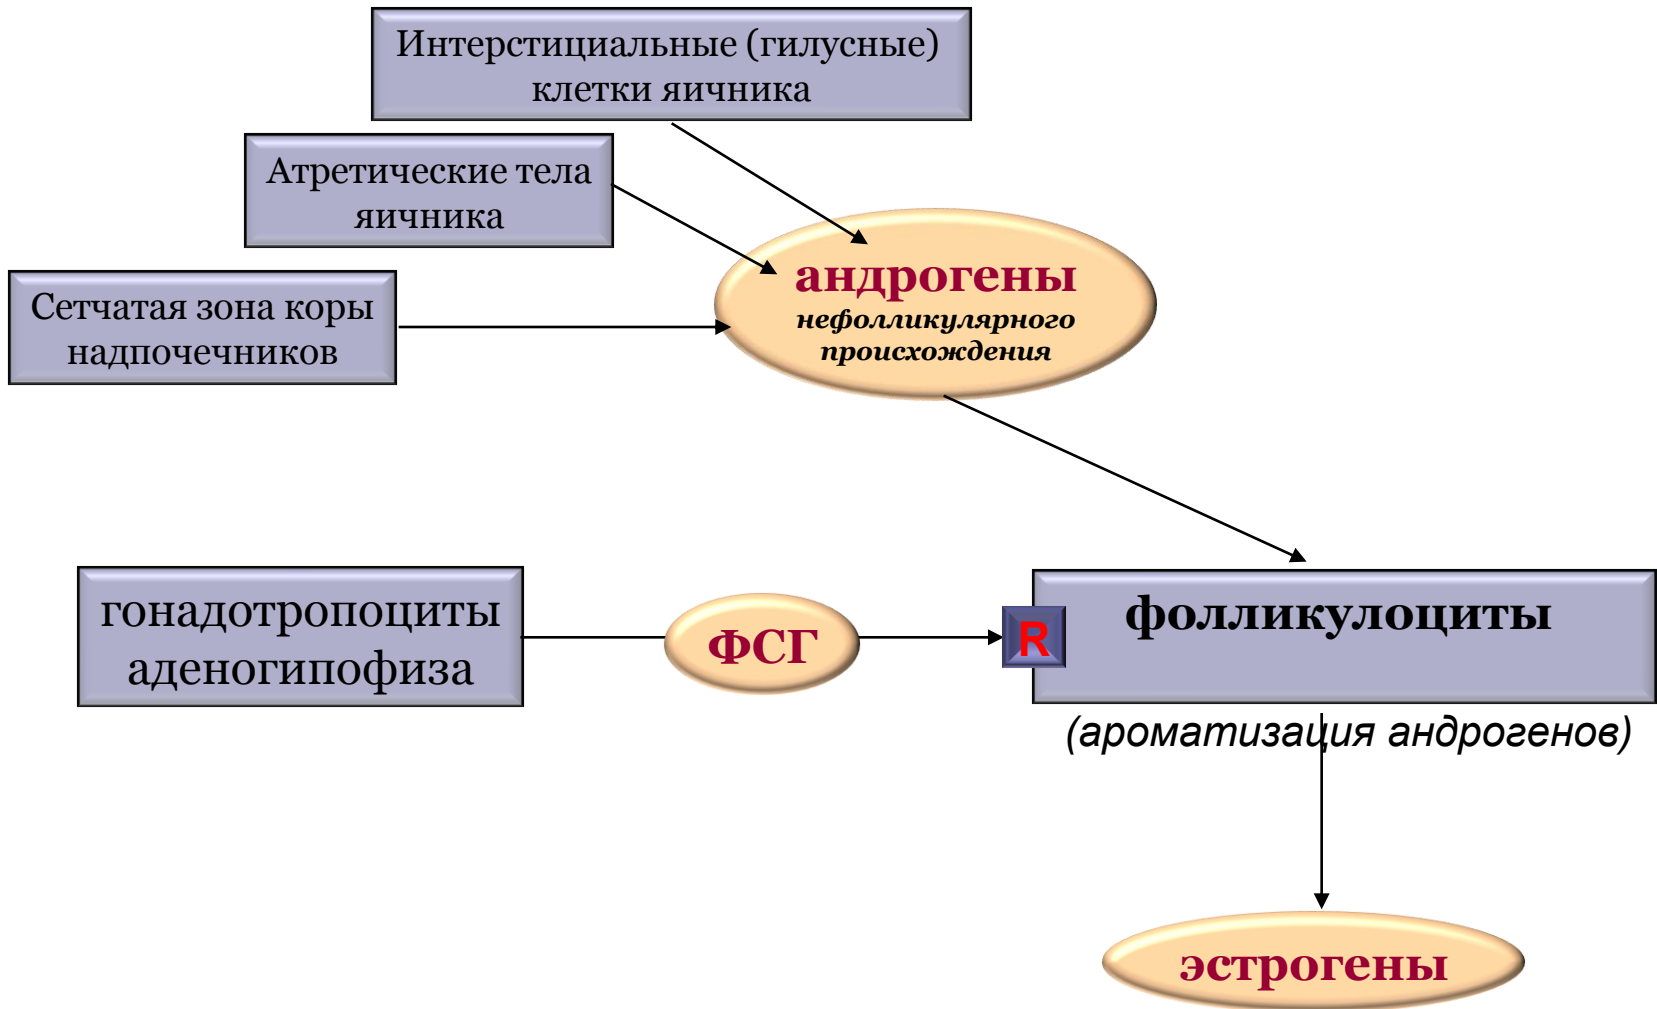 Интерстициальные (гилусные)
клетки яичника
Атретические тела
яичника
андрогены
нефолликулярного
происхождения
Сетчатая зона коры
надпочечников
гонадотропоциты
аденогипофиза
ФСГ
R
фолликулоциты
(ароматизация андрогенов)
эстрогены